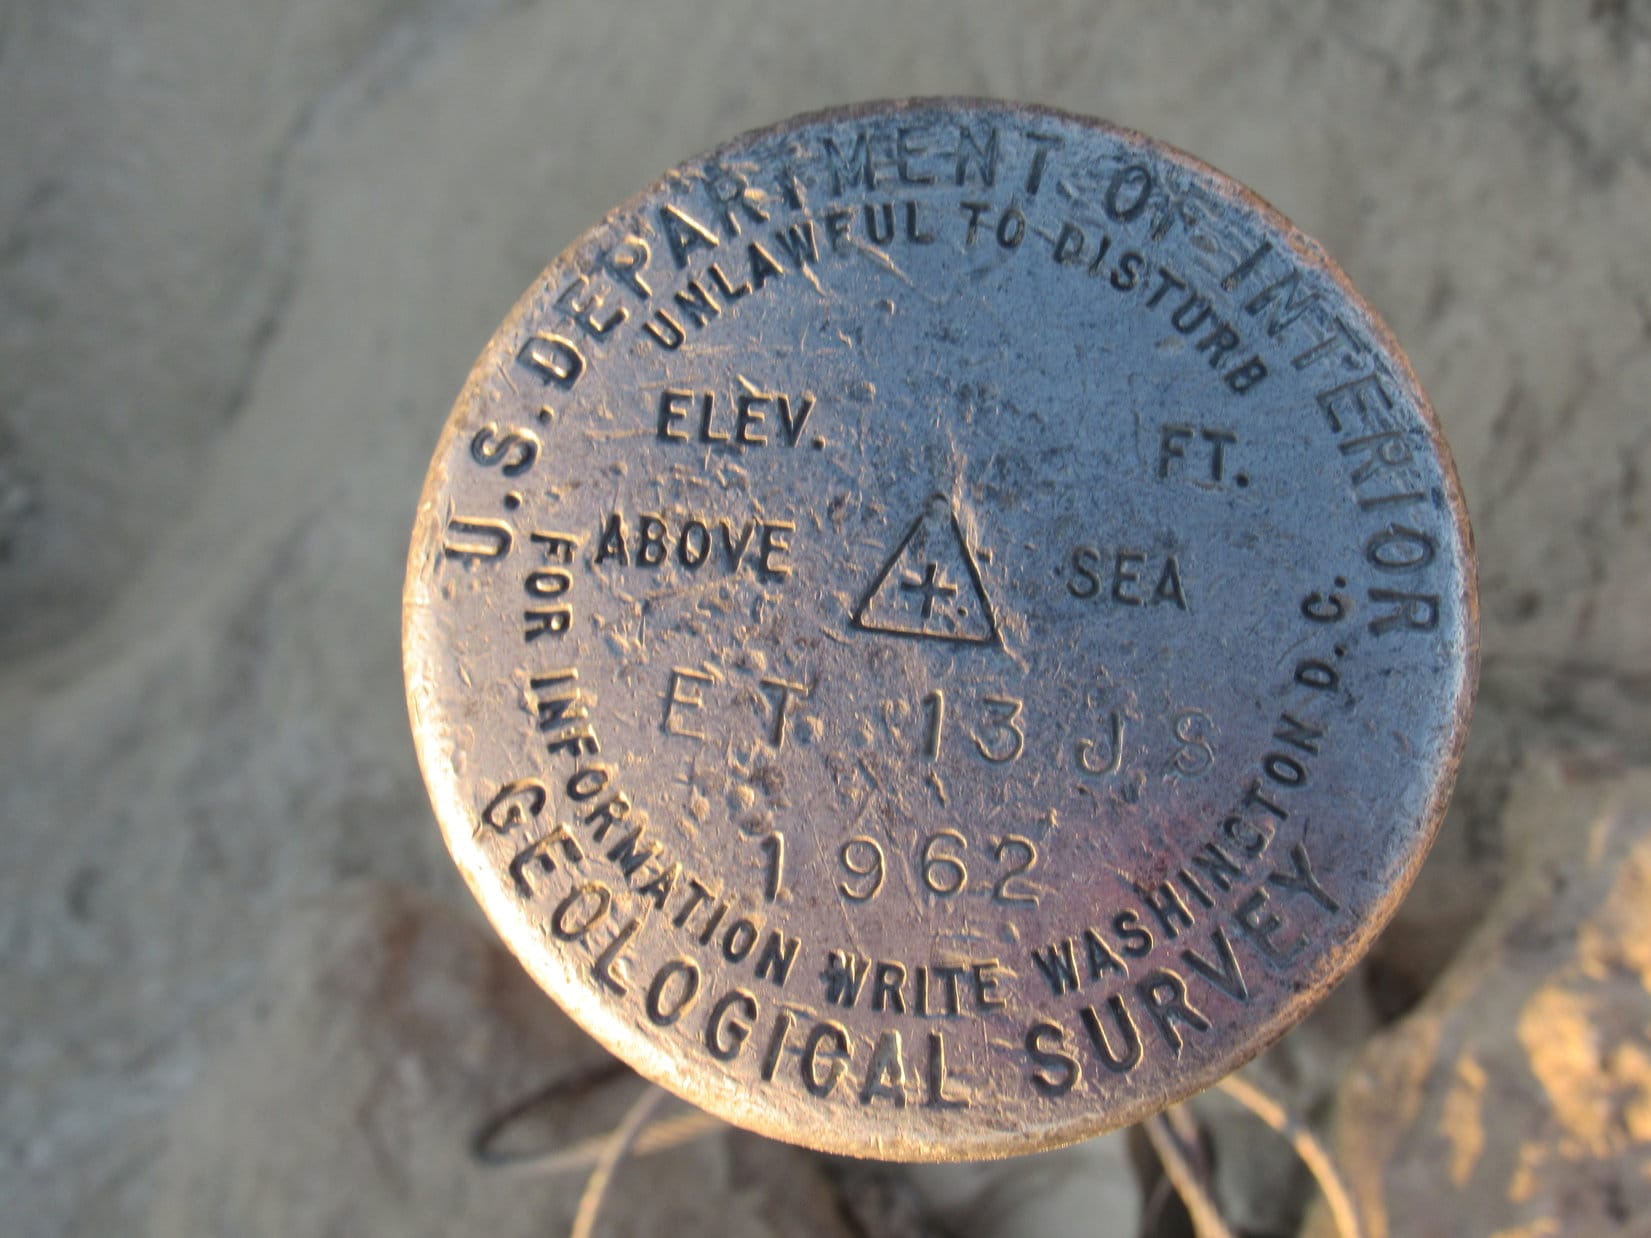 U.S. DEPARTMENT OF INTERIOR
UNLAWFUL TO DISTURB
ELEV. FT.
ABOVE SEA
ET 13 JS
1962
FOR INFORMATION WRITE WASHINGTON D.C.
GEOLOGICAL SURVEY